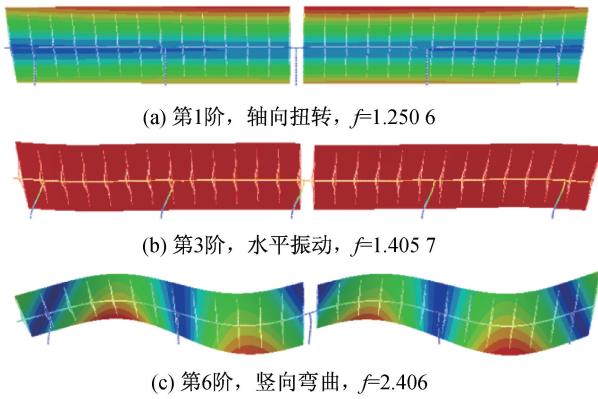 (a) 第1阶，轴向扭转，f=1.250 6
(b) 第3阶，水平振动，f=1.405 7
(c) 第6阶，竖向弯曲，f=2.406